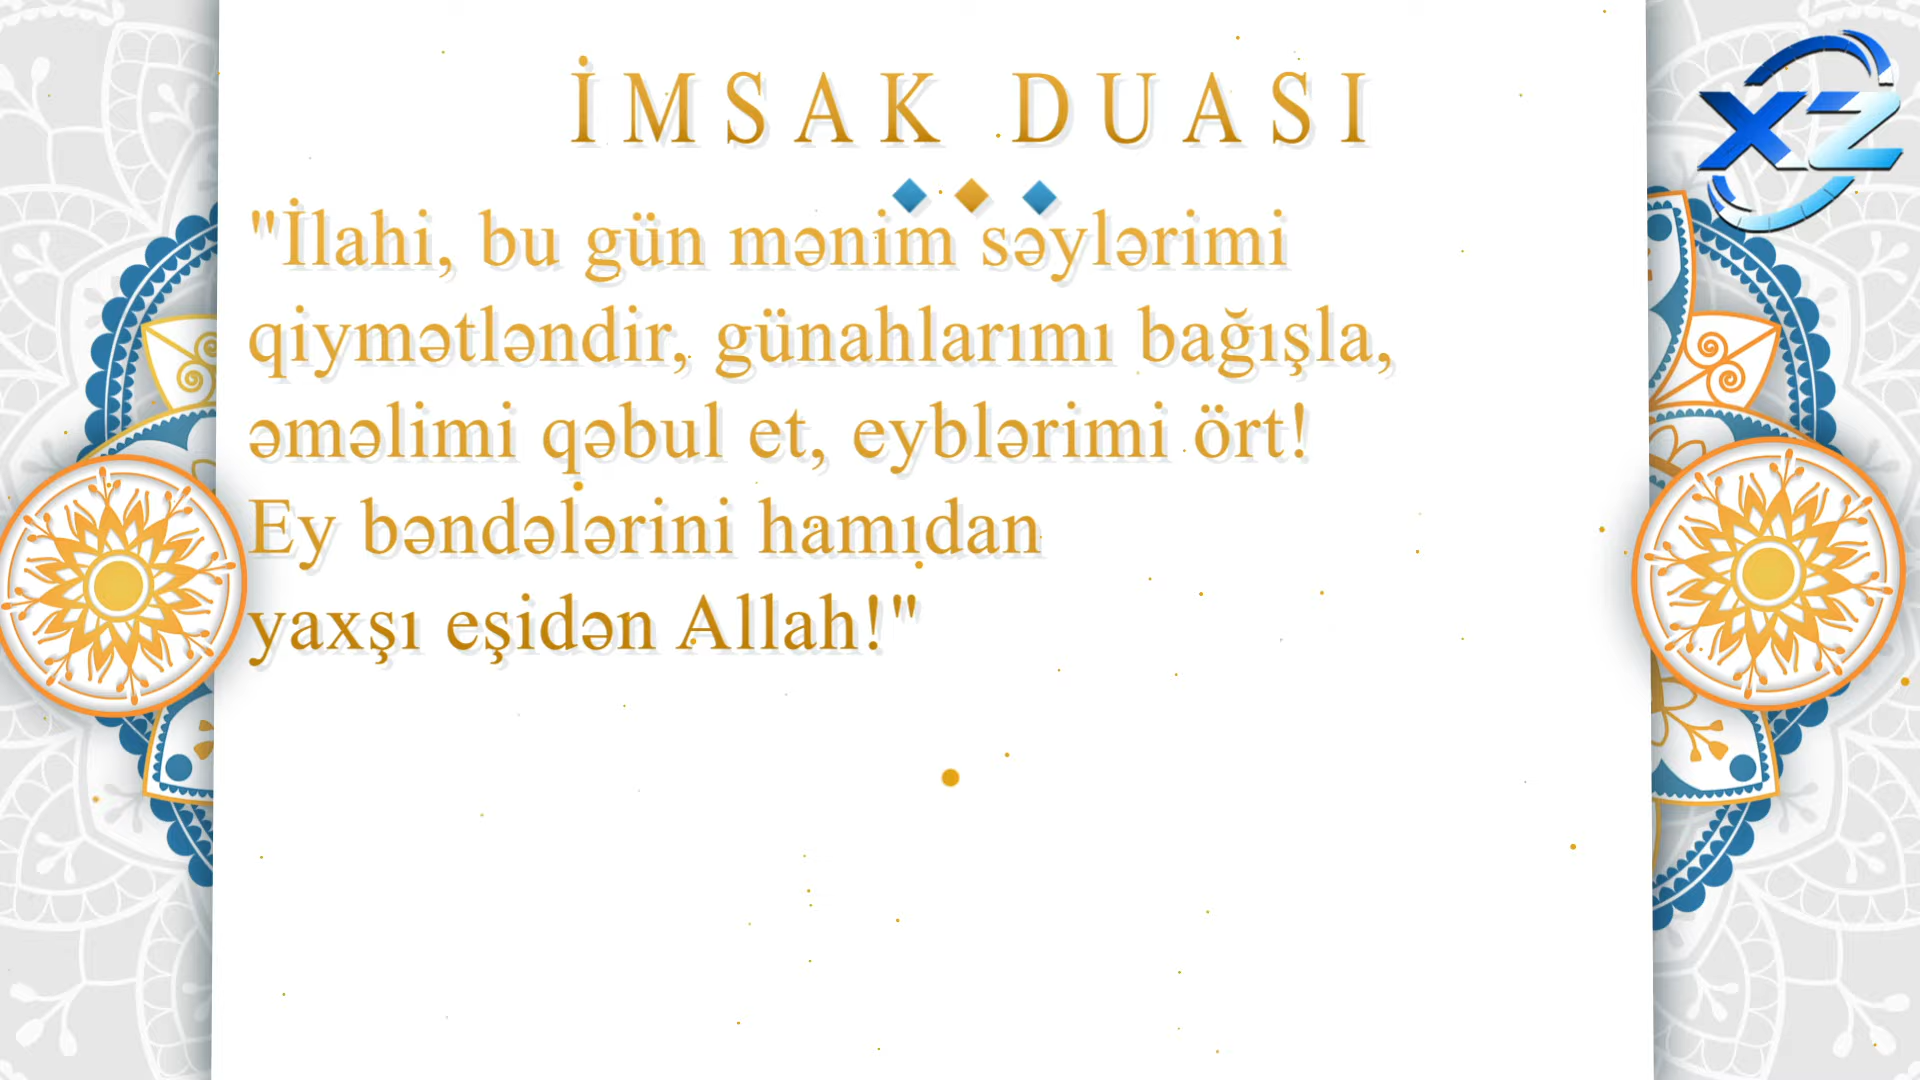 İMSAK DUASI
XZ
"İlahi, bu gün mənim səylərimi
qiymətləndir, günahlarımı bağışla,
əməlimi qəbul et, eyblərimi ört!
Ey bəndələrini hamıdan
yaxşı eşidən Allah!"